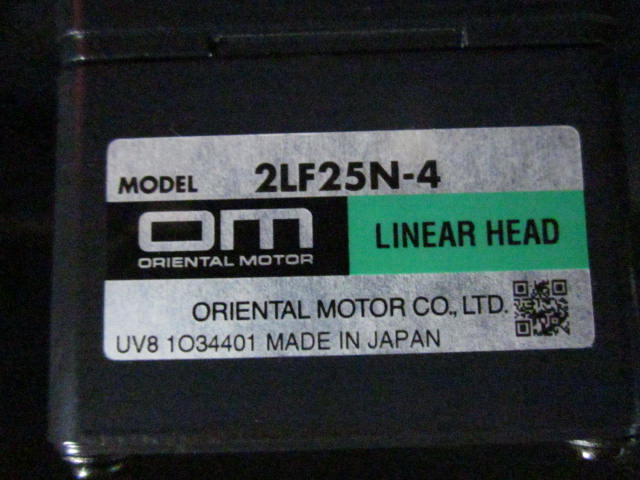 MODEL 2LF25N-4
om
ORIENTAL MOTOR
LINEAR HEAD
ORIENTAL MOTOR CO., LTD.
UV8 1O34401 MADE IN JAPAN